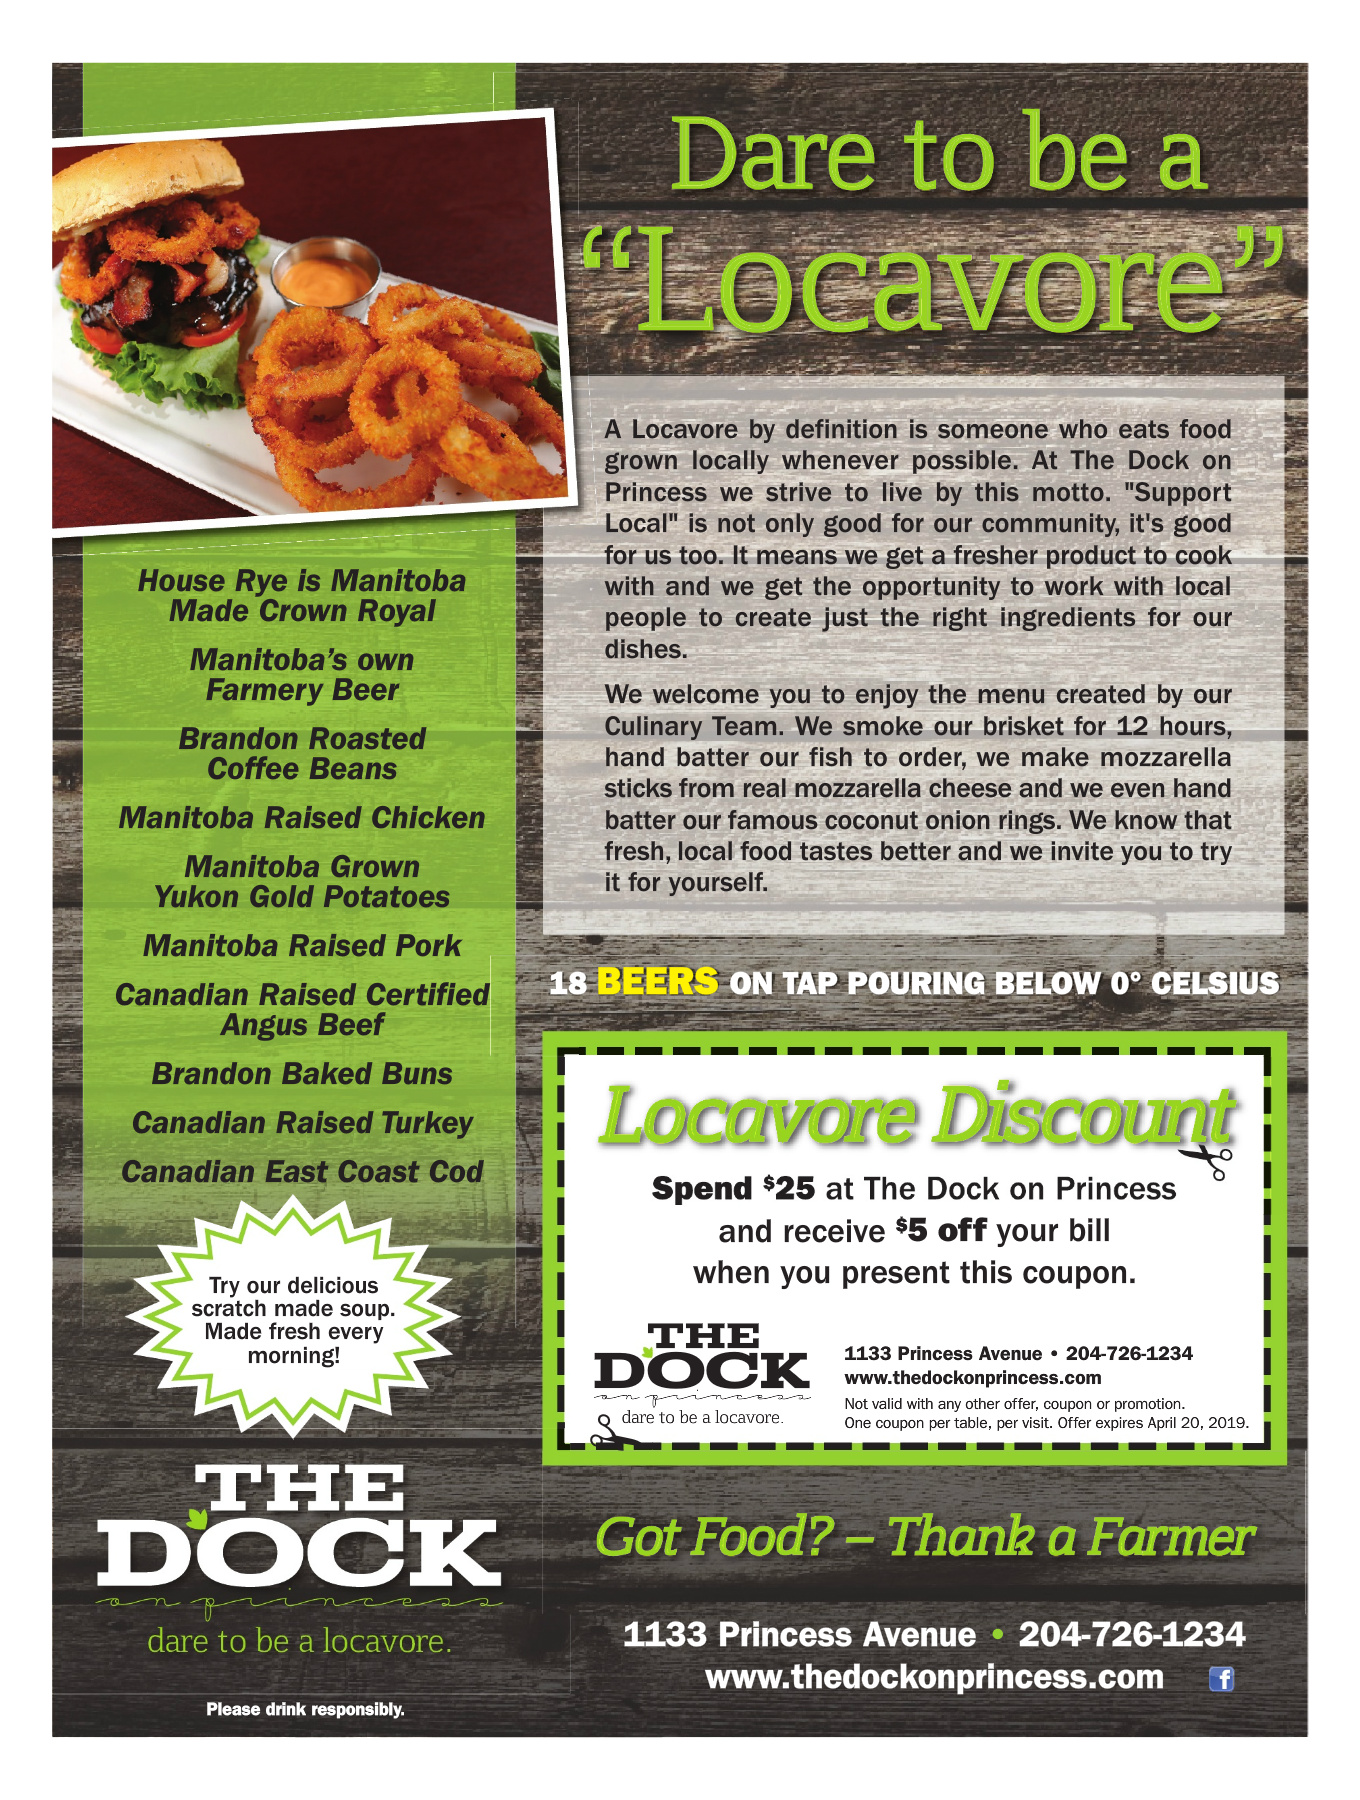 Dare to be a
“Locavore”
A Locavore by definition is someone who eats food
grown locally whenever possible. At The Dock on
Princess we strive to live by this motto. "Support
Local" is not only good for our community, it's good
for us too. It means we get a fresher product to cook
with and we get the opportunity to work with local
people to create just the right ingredients for our
dishes.
We welcome you to enjoy the menu created by our
Culinary Team. We smoke our brisket for 12 hours,
hand batter our fish to order, we make mozzarella
sticks from real mozzarella cheese and we even hand
batter our famous coconut onion rings. We know that
fresh, local food tastes better and we invite you to try
it for yourself.
House Rye is Manitoba
Made Crown Royal
Manitoba’s own
Farmery Beer
Brandon Roasted
Coffee Beans
Manitoba Raised Chicken
Manitoba Grown
Yukon Gold Potatoes
Manitoba Raised Pork
Canadian Raised Certified
Angus Beef
Brandon Baked Buns
Canadian Raised Turkey
Canadian East Coast Cod
Try our delicious
scratch made soup.
Made fresh every
morning!
18 BEERS ON TAP POURING BELOW 0° CELSIUS
Locavore Discount
Spend $25 at The Dock on Princess
and receive $5 off your bill
when you present this coupon.
THE
DOCK
on princess
dare to be a locavore.
1133 Princess Avenue • 204-726-1234
www.thedockonprincess.com
Not valid with any other offer, coupon or promotion.
One coupon per table, per visit. Offer expires April 20, 2019.
THE
DOCK
on princess
dare to be a locavore.
Please drink responsibly.
Got Food? – Thank a Farmer
1133 Princess Avenue • 204-726-1234
www.thedockonprincess.com
f